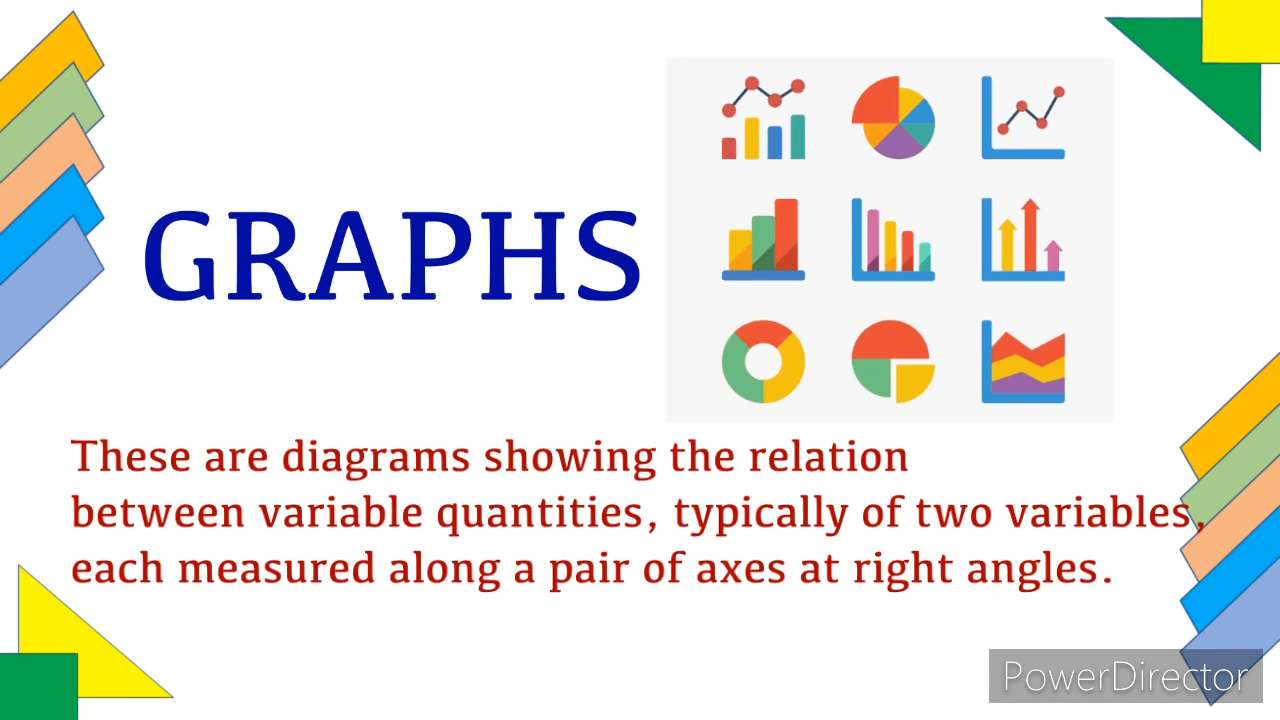 GRAPHS
These are diagrams showing the relation
between variable quantities, typically of two variables,
each measured along a pair of axes at right angles.
PowerDirector